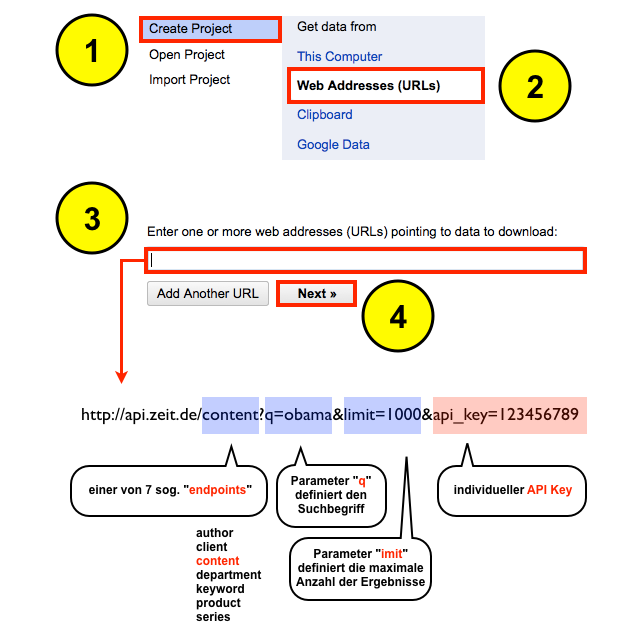 1
Create Project
Open Project
Import Project
Get data from
This Computer
Web Addresses (URLs)
Clipboard
Google Data
2
3
Enter one or more web addresses (URLs) pointing to data to download:
Add Another URL
Next »
4
http://api.zeit.de/content?q=obama&limit=1000&api_key=123456789
einer von 7 sog. "endpoints"
Parameter "q"
definiert den
Suchbegriff
individueller API Key
author
client
content
department
keyword
product
series
Parameter "imit"
definiert die maximale
Anzahl der Ergebnisse